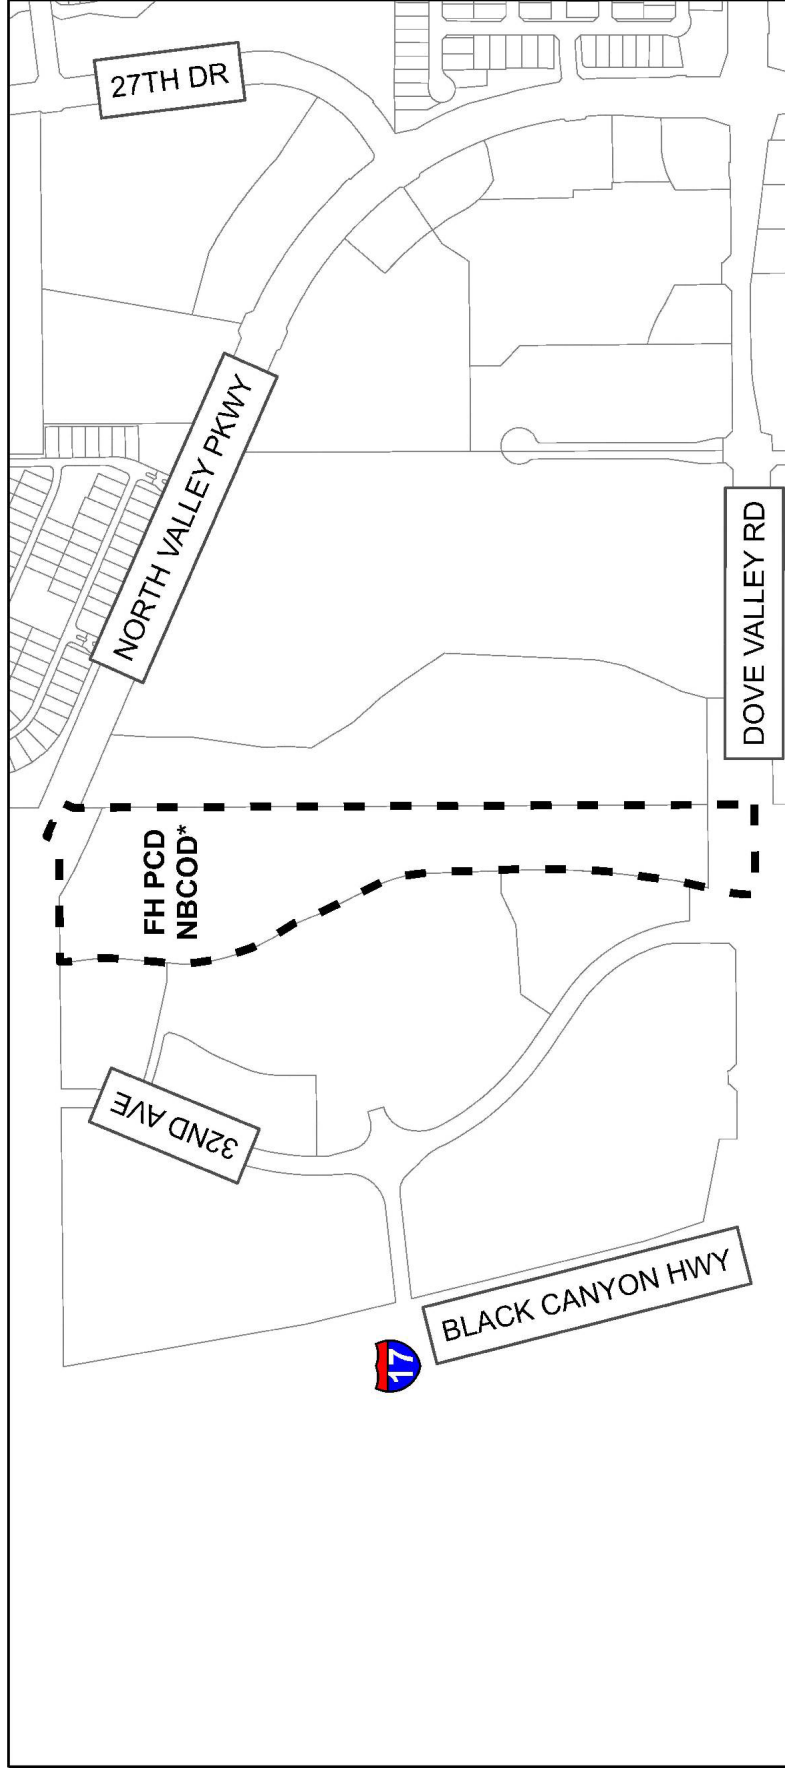 27TH DR
NORTH VALLEY PKWY
DOVE VALLEY RD
FH PCD
NBCOD*
32ND AVE
BLACK CANYON HWY
17